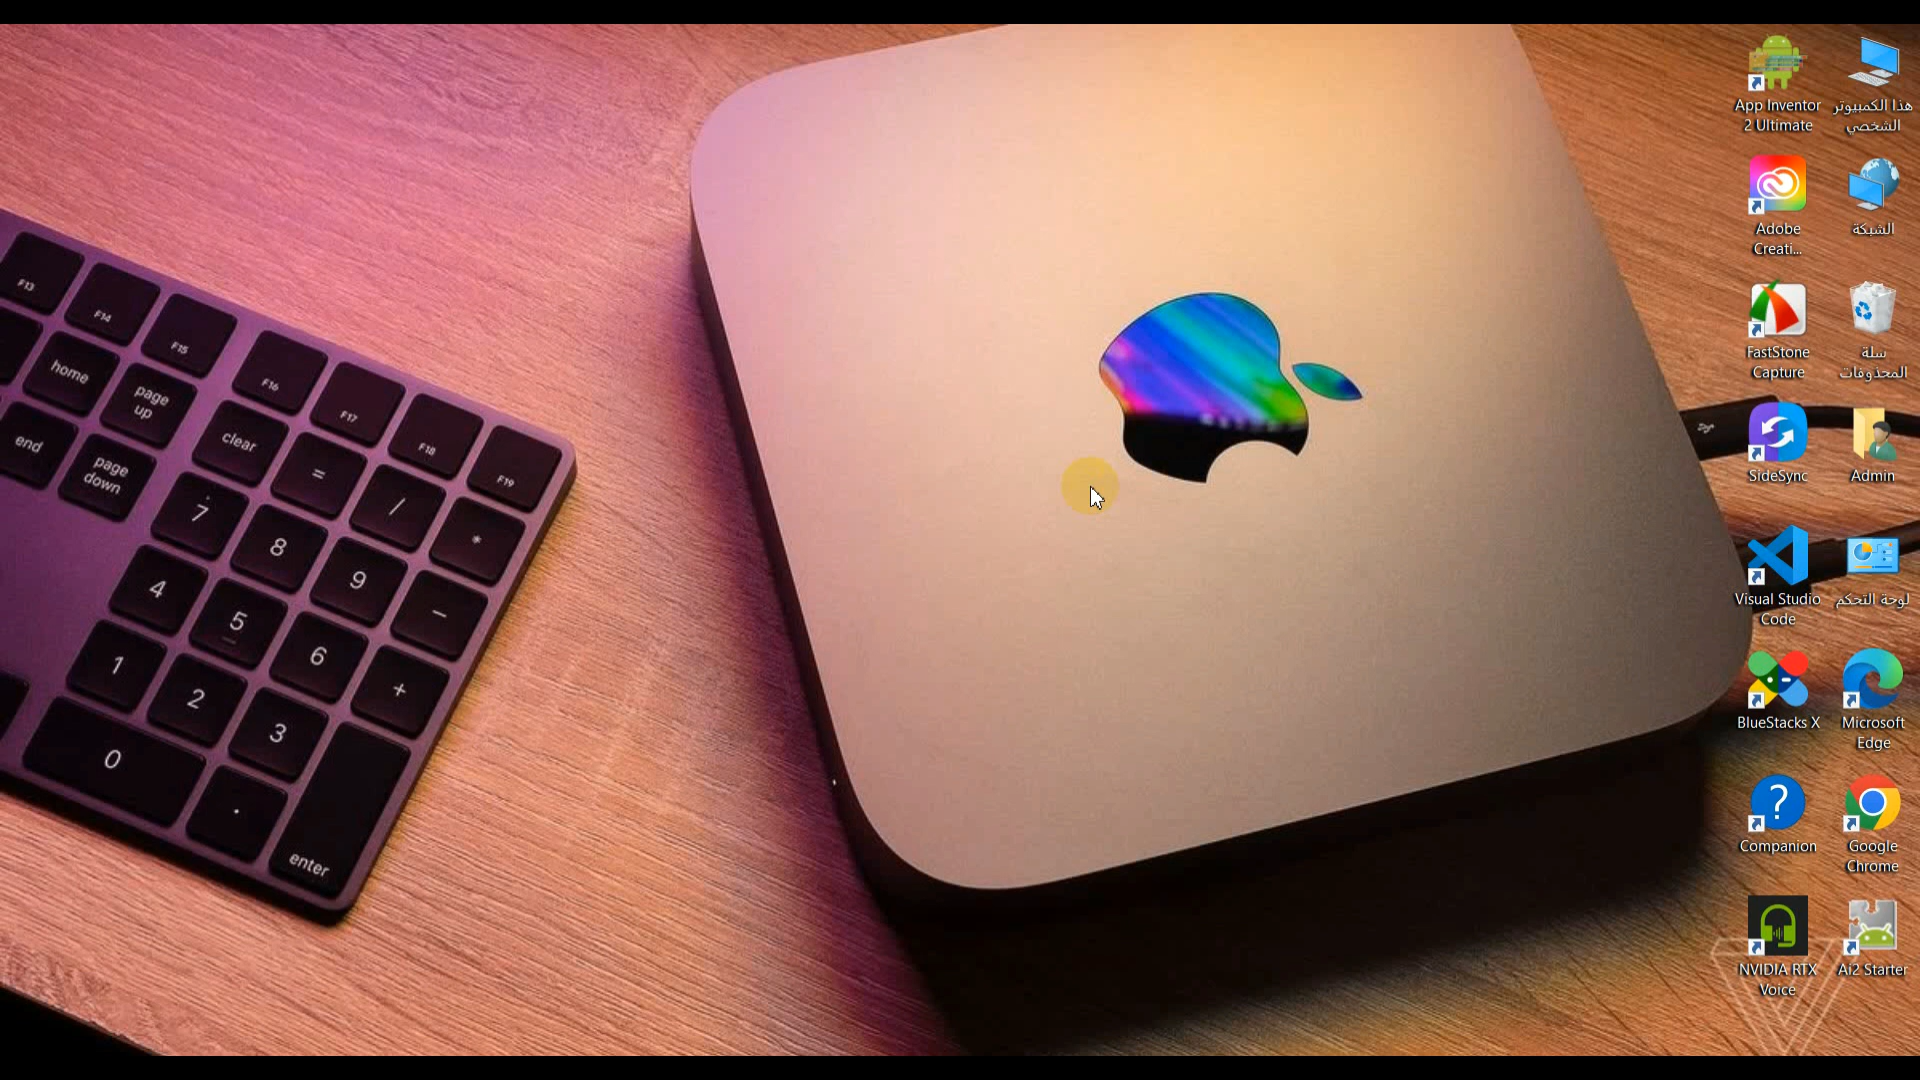 F13
F14
F15
F16
F17
F18
F19
home
page
up
clear
=
/
*
end
page
down
7
8
9
−
4
5
6
+
1
2
3
0
.
enter
App Inventor
2 Ultimate
هذا الكمبيوتر
الشخصي
Adobe
Creati...
الشبكة
FastStone
Capture
سلة
المحذوفات
SideSync
Admin
Visual Studio
Code
لوحة التحكم
BlueStacks X
Microsoft
Edge
?
Companion
Google
Chrome
NVIDIA RTX
Voice
Ai2 Starter